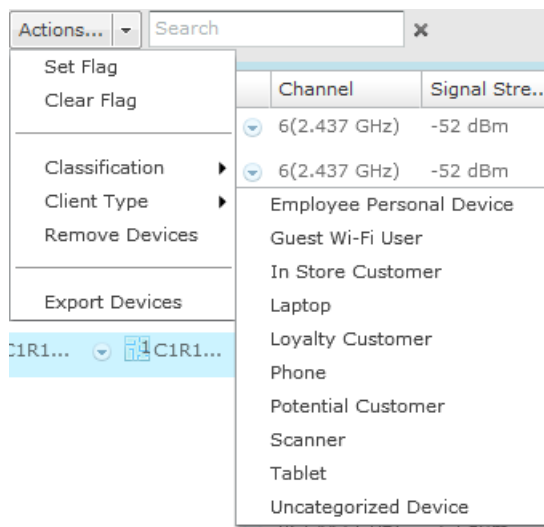 Actions... Search
Set Flag
Clear Flag
Channel Signal Stre..
6(2.437 GHz) -52 dBm
Classification 6(2.437 GHz) -52 dBm
Client Type
Remove Devices
Export Devices
Employee Personal Device
Guest Wi-Fi User
In Store Customer
Laptop
Loyalty Customer
Phone
Potential Customer
Scanner
Tablet
Uncategorized Device
C1R1... 1 C1R1...